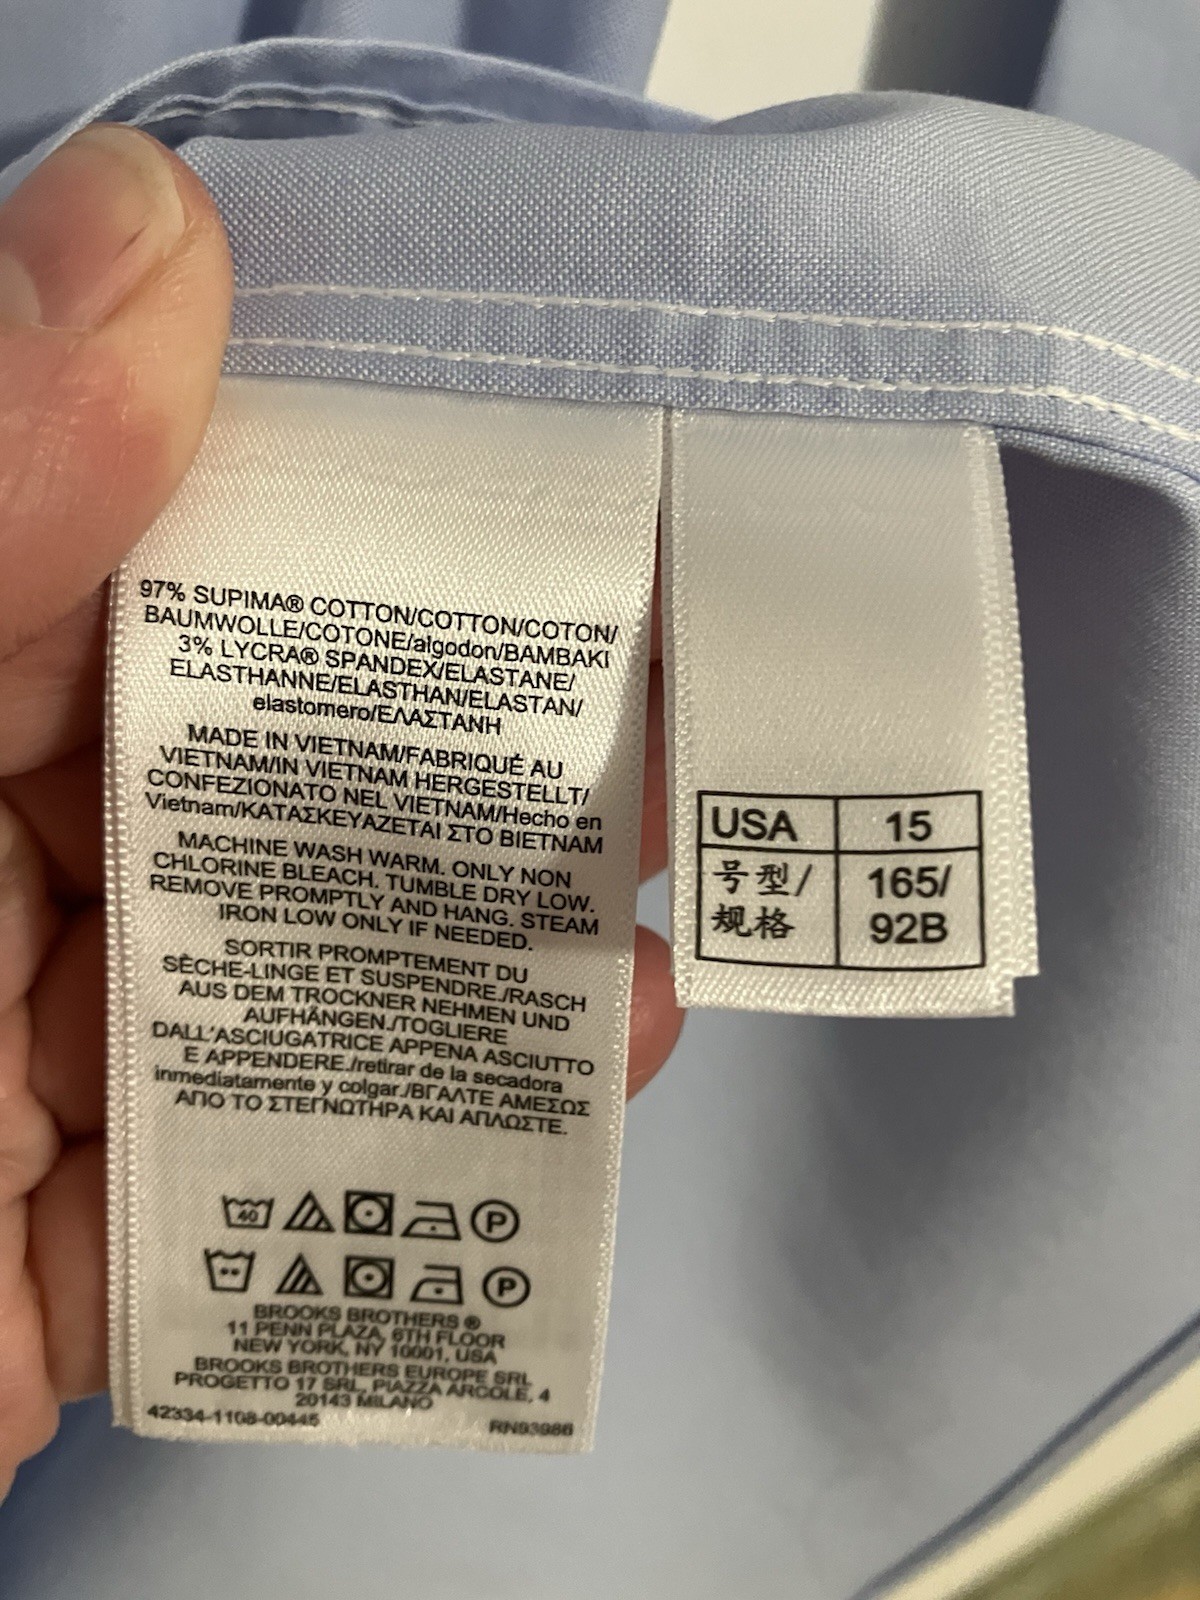 97% SUPIMA® COTTON/COTTON/COTON/
BAUMWOLLE/COTONE/algodon/BAMBAKI
3% LYCRA® SPANDEX/ELASTANE/
ELASTHANNE/ELASTHAN/ELASTAN/
elastomero/ΕΛΑΣΤΑΝΗ
MADE IN VIETNAM/FABRIQUÉ AU
VIETNAM/IN VIETNAM HERGESTELLT/
CONFEZIONATO NEL VIETNAM/Hecho en
Vietnam/ΚΑΤΑΣΚΕΥΑΖΕΤΑΙ ΣΤΟ ΒΙΕΤΝΑΜ
MACHINE WASH WARM. ONLY NON
CHLORINE BLEACH. TUMBLE DRY LOW.
REMOVE PROMPTLY AND HANG. STEAM
IRON LOW ONLY IF NEEDED.
SORTIR PROMPTEMENT DU
SÈCHE-LINGE ET SUSPENDRE./RASCH
AUS DEM TROCKNER NEHMEN UND
AUFHÄNGEN./TOGLIERE
DALL'ASCIUGATRICE APPENA ASCIUTTO
E APPENDERE./retirar de la secadora
inmediatamente y colgar./ΒΓΑΛΤΕ ΑΜΕΣΩΣ
ΑΠΟ ΤΟ ΣΤΕΓΝΩΤΗΡΑ ΚΑΙ ΑΠΛΩΣΤΕ.
40 P
P
BROOKS BROTHERS ®
11 PENN PLAZA, 6TH FLOOR
NEW YORK, NY 10001, USA
BROOKS BROTHERS EUROPE SRL
PROGETTO 17 SRL, PIAZZA ARCOLE, 4
20143 MILANO
42334-1108-00445 RN93986
USA 15
号型/ 165/
规格 92B